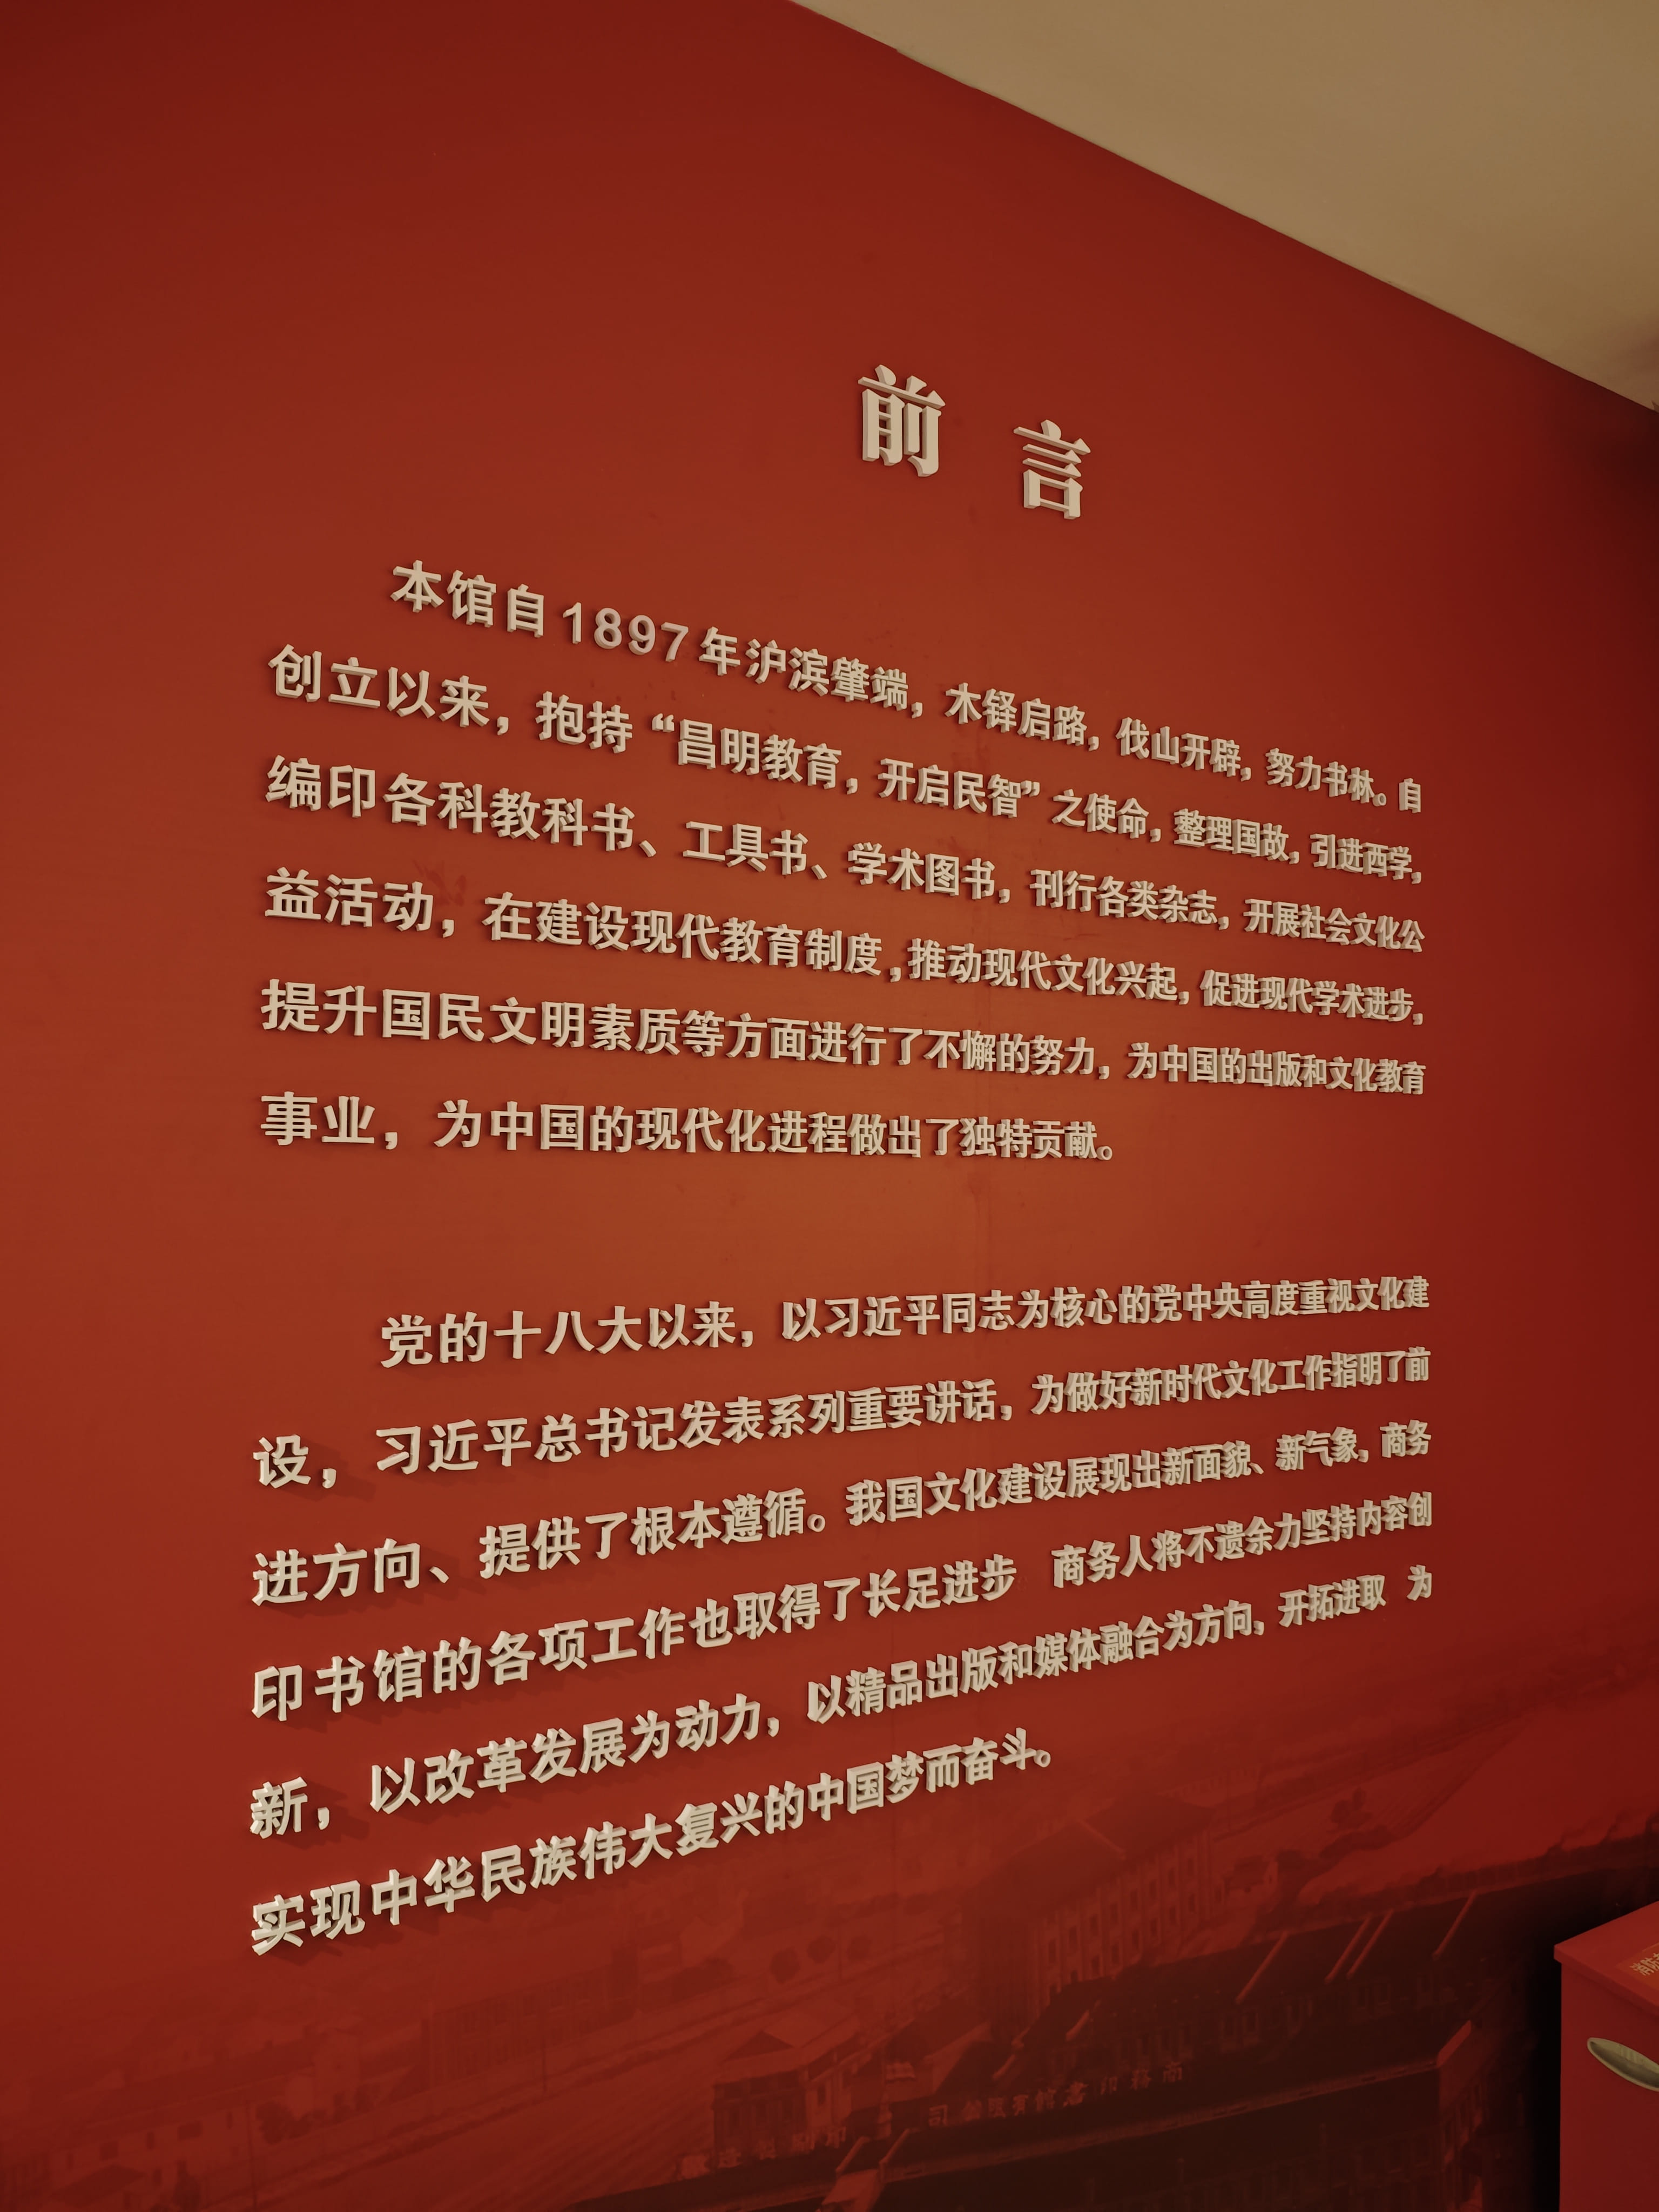 前言
本馆自1897年沪滨肇端，木铎启路，伐山开辟，努力书林。自
创立以来，抱持“昌明教育，开启民智”之使命，整理国故，引进西学，
编印各科教科书、工具书、学术图书，刊行各类杂志，开展社会文化公
益活动，在建设现代教育制度，推动现代文化兴起，促进现代学术进步，
提升国民文明素质等方面进行了不懈的努力，为中国的出版和文化教育
事业，为中国的现代化进程做出了独特贡献。
党的十八大以来，以习近平同志为核心的党中央高度重视文化建
设，习近平总书记发表系列重要讲话，为做好新时代文化工作指明了前
进方向、提供了根本遵循。我国文化建设展现出新面貌、新气象，商务
印书馆的各项工作也取得了长足进步 商务人将不遗余力坚持内容创
新，以改革发展为动力，以精品出版和媒体融合为方向，开拓进取 为
实现中华民族伟大复兴的中国梦而奋斗。
司公限有館書印務商